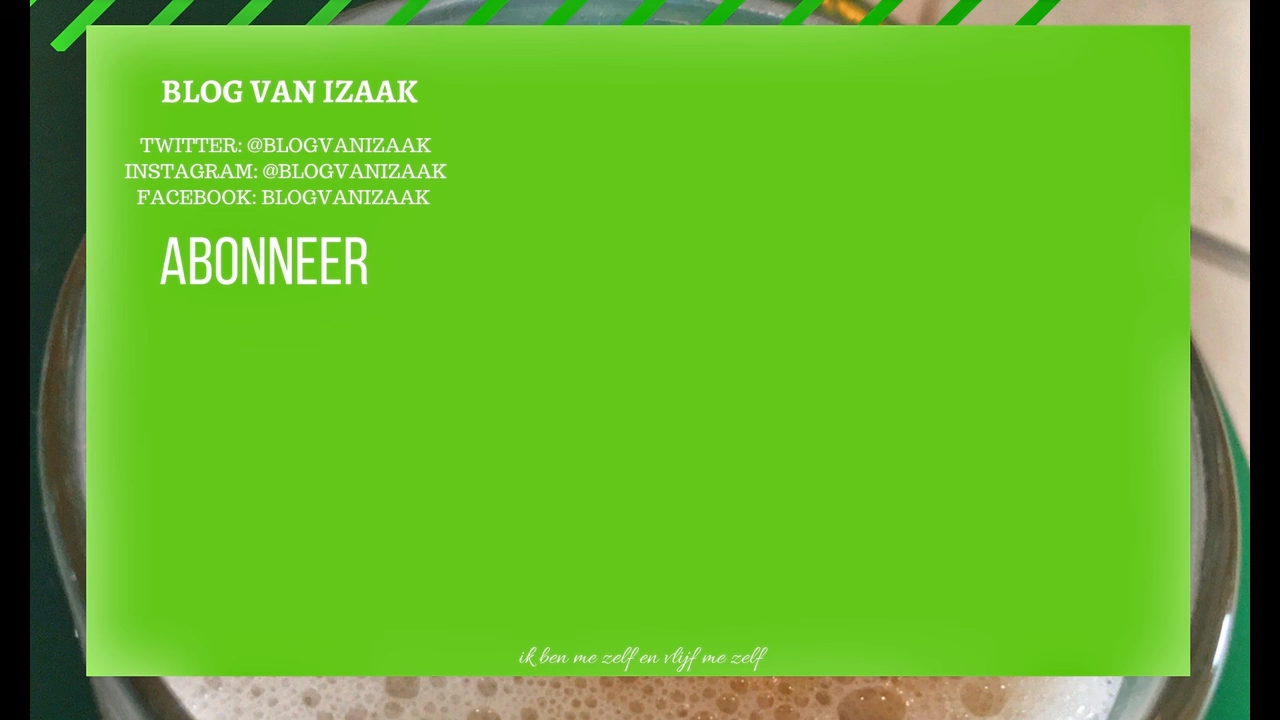 BLOG VAN IZAAK
TWITTER: @BLOGVANIZAAK
INSTAGRAM: @BLOGVANIZAAK
FACEBOOK: BLOGVANIZAAK
ABONNEER
ik ben me zelf en vlijf me zelf